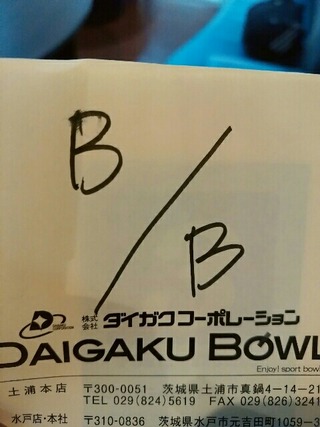 B/B
株式会社 ダイガクコーポレーション
DAIGAKU BOWL
Enjoy! sport bowl
土浦本店 〒300-0051 茨城県土浦市真鍋4-14-21
TEL 029(824)5619 FAX 029(826)3241
水戸店・本社 〒310-0836 茨城県水戸市元吉田町1059-3